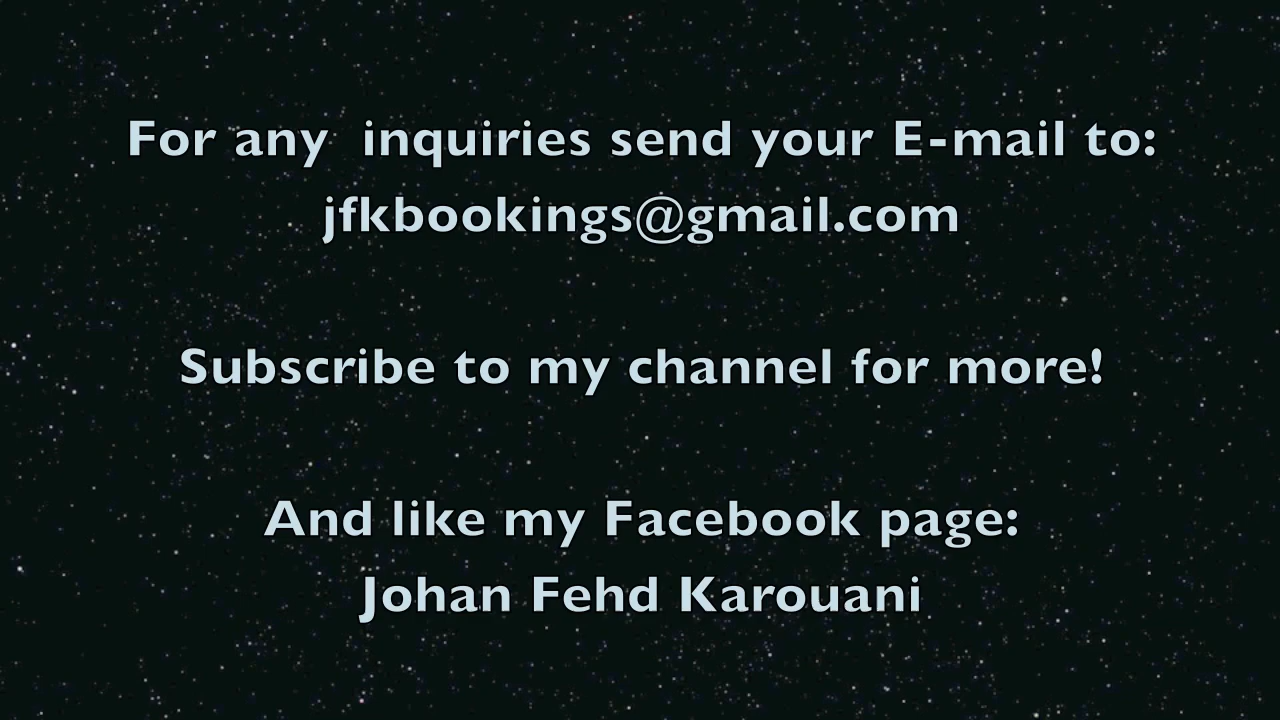 For any  inquiries send your E-mail to:
jfkbookings@gmail.com
Subscribe to my channel for more!
And like my Facebook page:
Johan Fehd Karouani